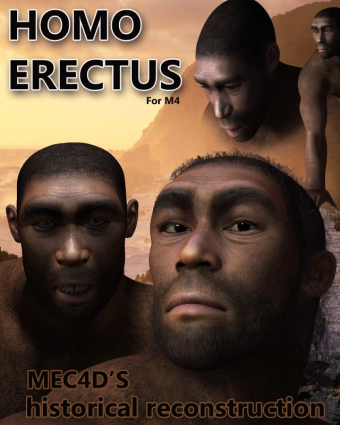 HOMO
ERECTUS
For M4
MEC4D'S
historical reconstruction